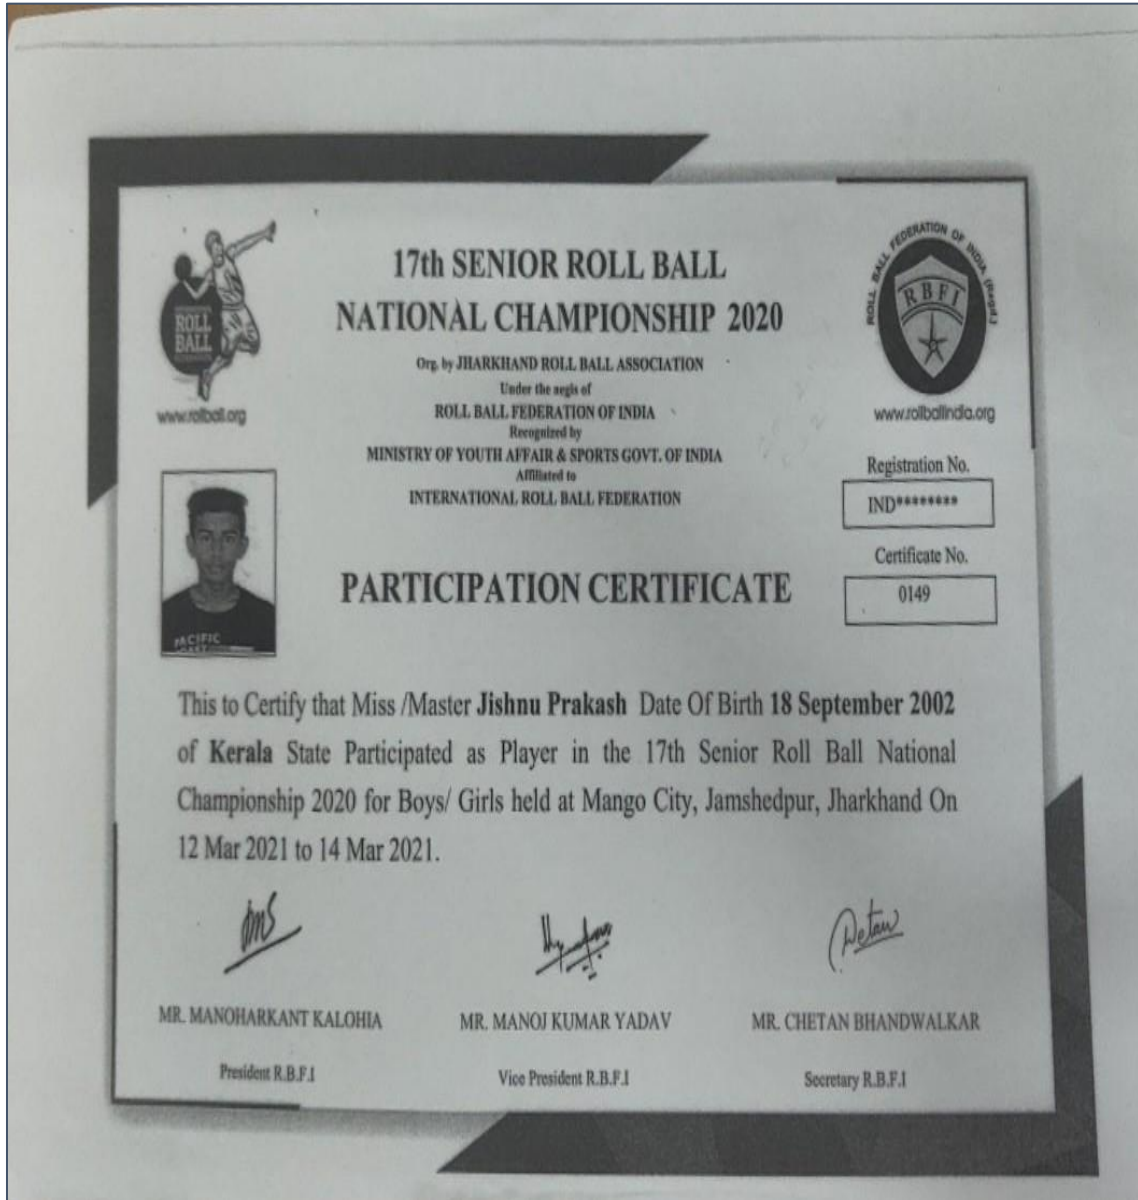 17th SENIOR ROLL BALL
NATIONAL CHAMPIONSHIP 2020
Org. by JHARKHAND ROLL BALL ASSOCIATION
Under the aegis of
ROLL BALL FEDERATION OF INDIA
Recognized by
MINISTRY OF YOUTH AFFAIR & SPORTS GOVT. OF INDIA
Affiliated to
INTERNATIONAL ROLL BALL FEDERATION
ROLL
BALL
www.rollball.org
ROLL BALL FEDERATION OF INDIA (Regd.)
RBFI
www.rollballindia.org
Registration No.
IND********
Certificate No.
0149
PACIFIC
PARTICIPATION CERTIFICATE
This to Certify that Miss /Master Jishnu Prakash Date Of Birth 18 September 2002
of Kerala State Participated as Player in the 17th Senior Roll Ball National
Championship 2020 for Boys/ Girls held at Mango City, Jamshedpur, Jharkhand On
12 Mar 2021 to 14 Mar 2021.
MR. MANOHARKANT KALOHIA
President R.B.F.I
MR. MANOJ KUMAR YADAV
Vice President R.B.F.I
MR. CHETAN BHANDWALKAR
Secretary R.B.F.I